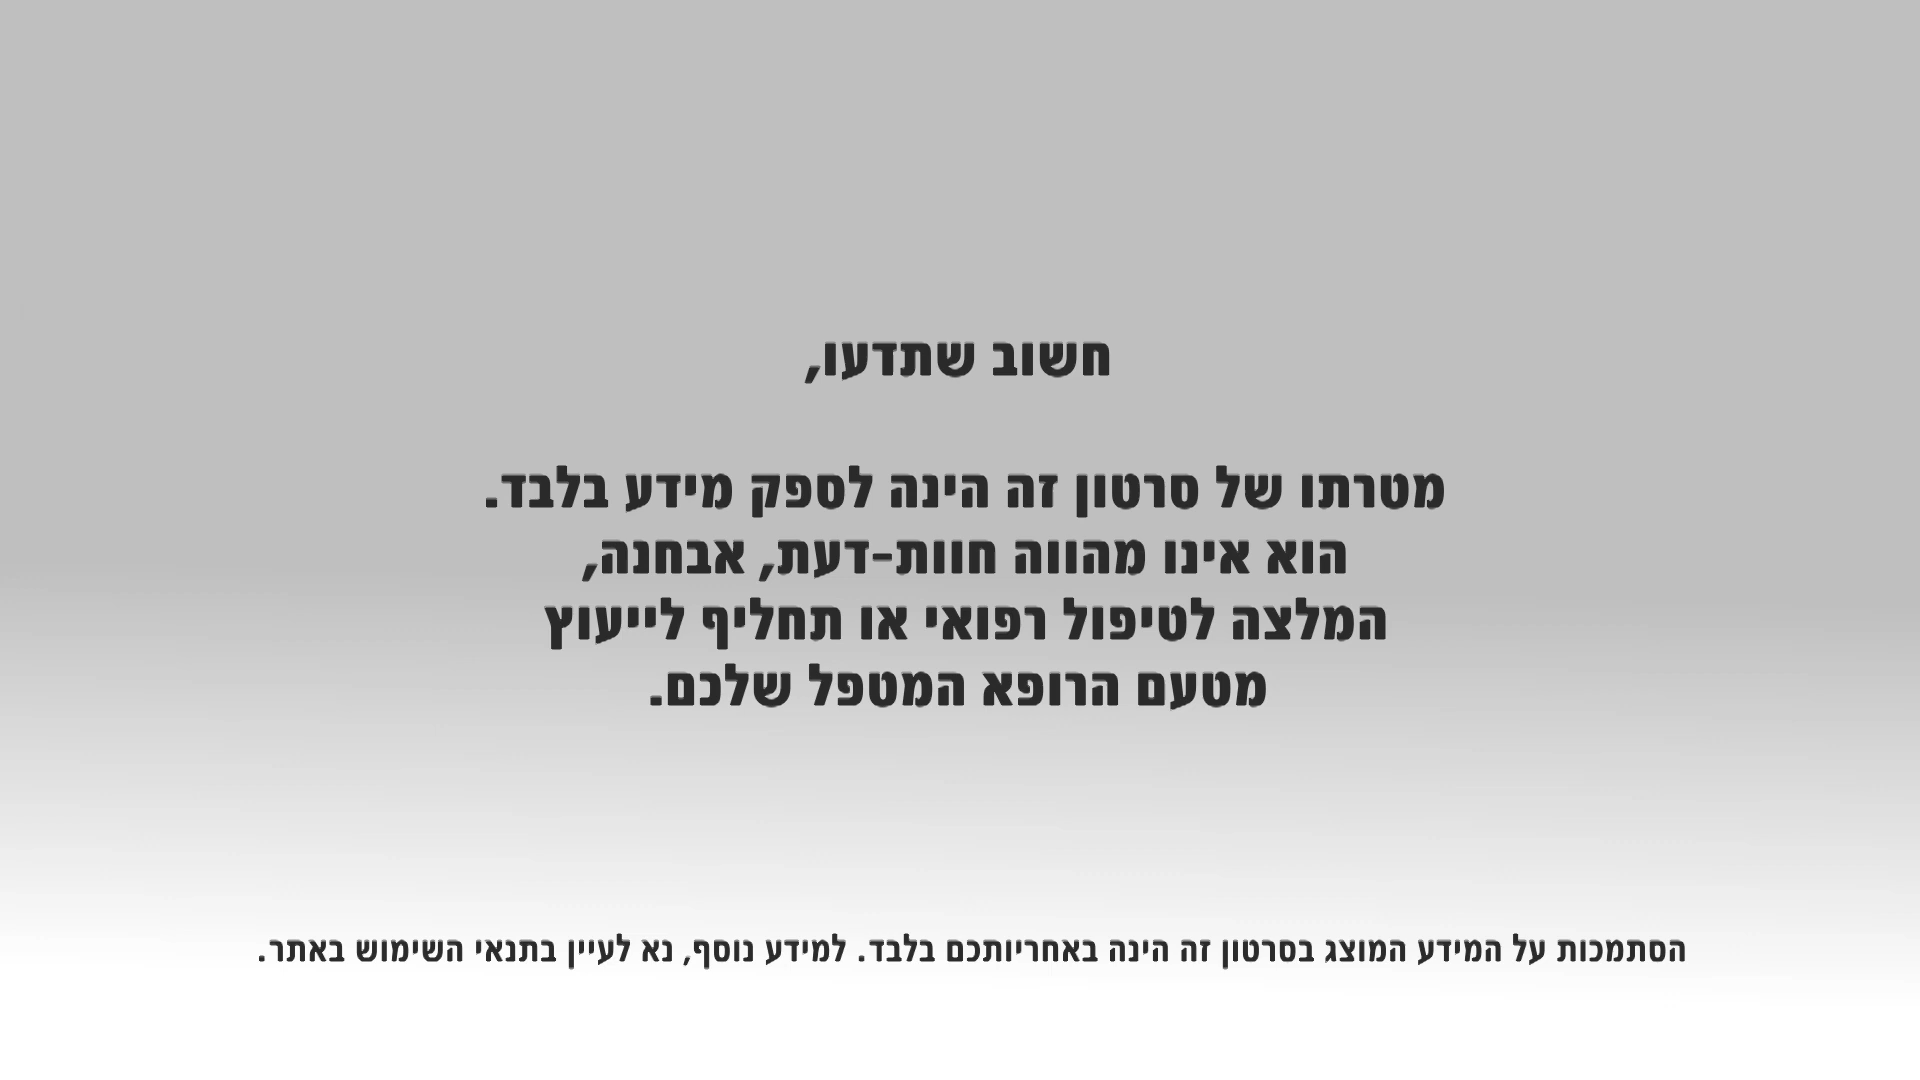 חשוב שתדעו,
מטרתו של סרטון זה הינה לספק מידע בלבד.
הוא אינו מהווה חוות-דעת, אבחנה,
המלצה לטיפול רפואי או תחליף לייעוץ
מטעם הרופא המטפל שלכם.
הסתמכות על המידע המוצג בסרטון זה הינה באחריותכם בלבד. למידע נוסף, נא לעיין בתנאי השימוש באתר.